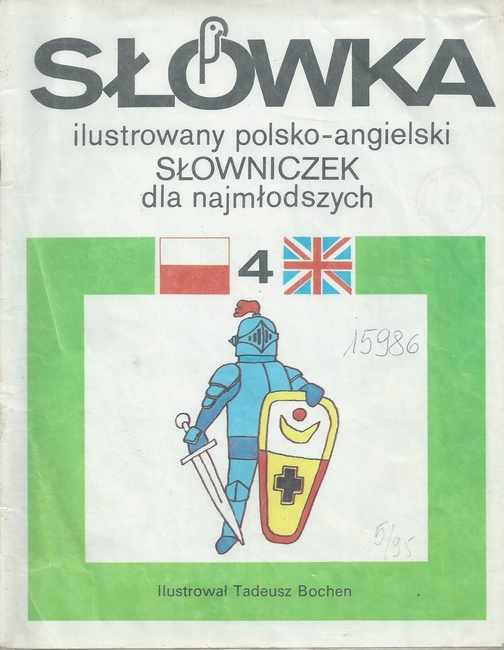 SŁÓWKA
ilustrowany polsko-angielski
SŁOWNICZEK
dla najmłodszych
4
15986
5/95
Ilustrował Tadeusz Bochen